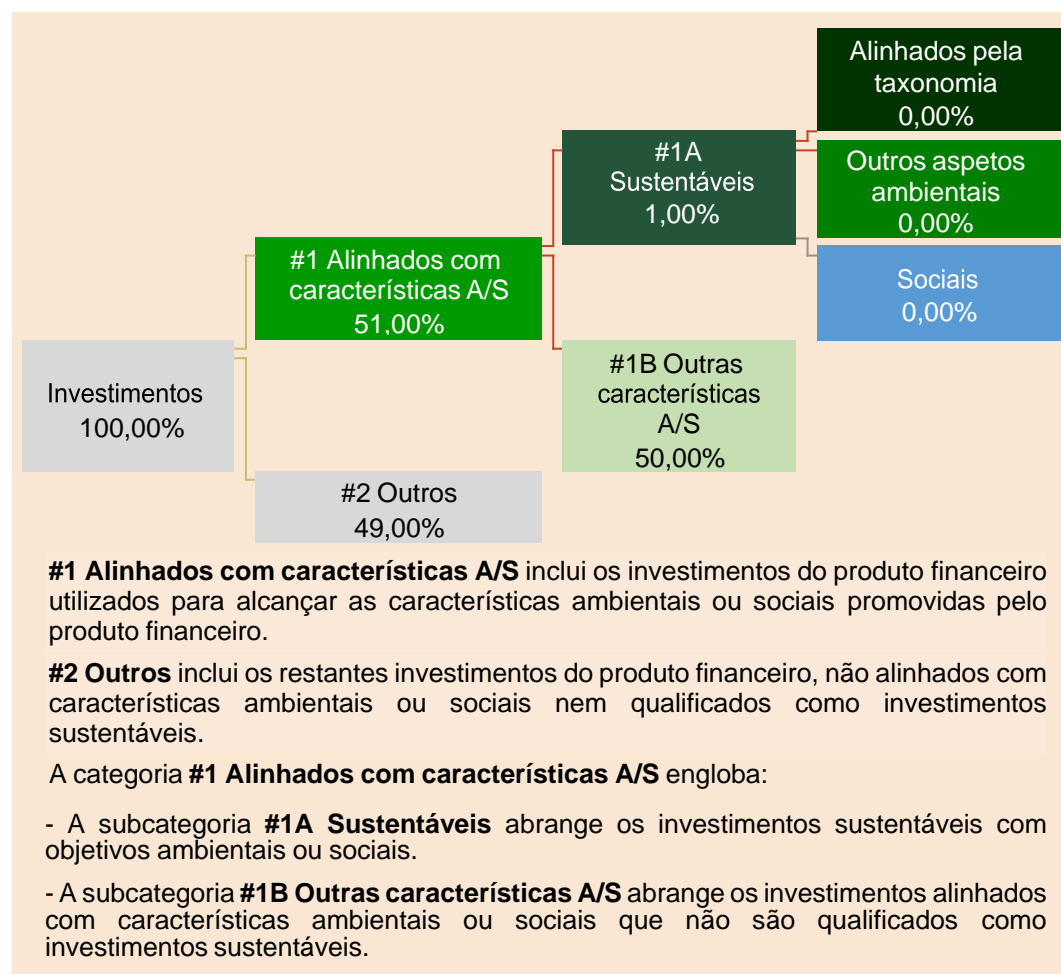 Alinhados pela
taxonomia
0,00%
#1A
Sustentáveis
1,00%
Outros aspetos
ambientais
0,00%
#1 Alinhados com
características A/S
51,00%
Sociais
0,00%
Investimentos
100,00%
#1B Outras
características
A/S
50,00%
#2 Outros
49,00%
#1 Alinhados com características A/S inclui os investimentos do produto financeiro
utilizados para alcançar as características ambientais ou sociais promovidas pelo
produto financeiro.
#2 Outros inclui os restantes investimentos do produto financeiro, não alinhados com
características ambientais ou sociais nem qualificados como investimentos
sustentáveis.
A categoria #1 Alinhados com características A/S engloba:
- A subcategoria #1A Sustentáveis abrange os investimentos sustentáveis com
objetivos ambientais ou sociais.
- A subcategoria #1B Outras características A/S abrange os investimentos alinhados
com características ambientais ou sociais que não são qualificados como
investimentos sustentáveis.